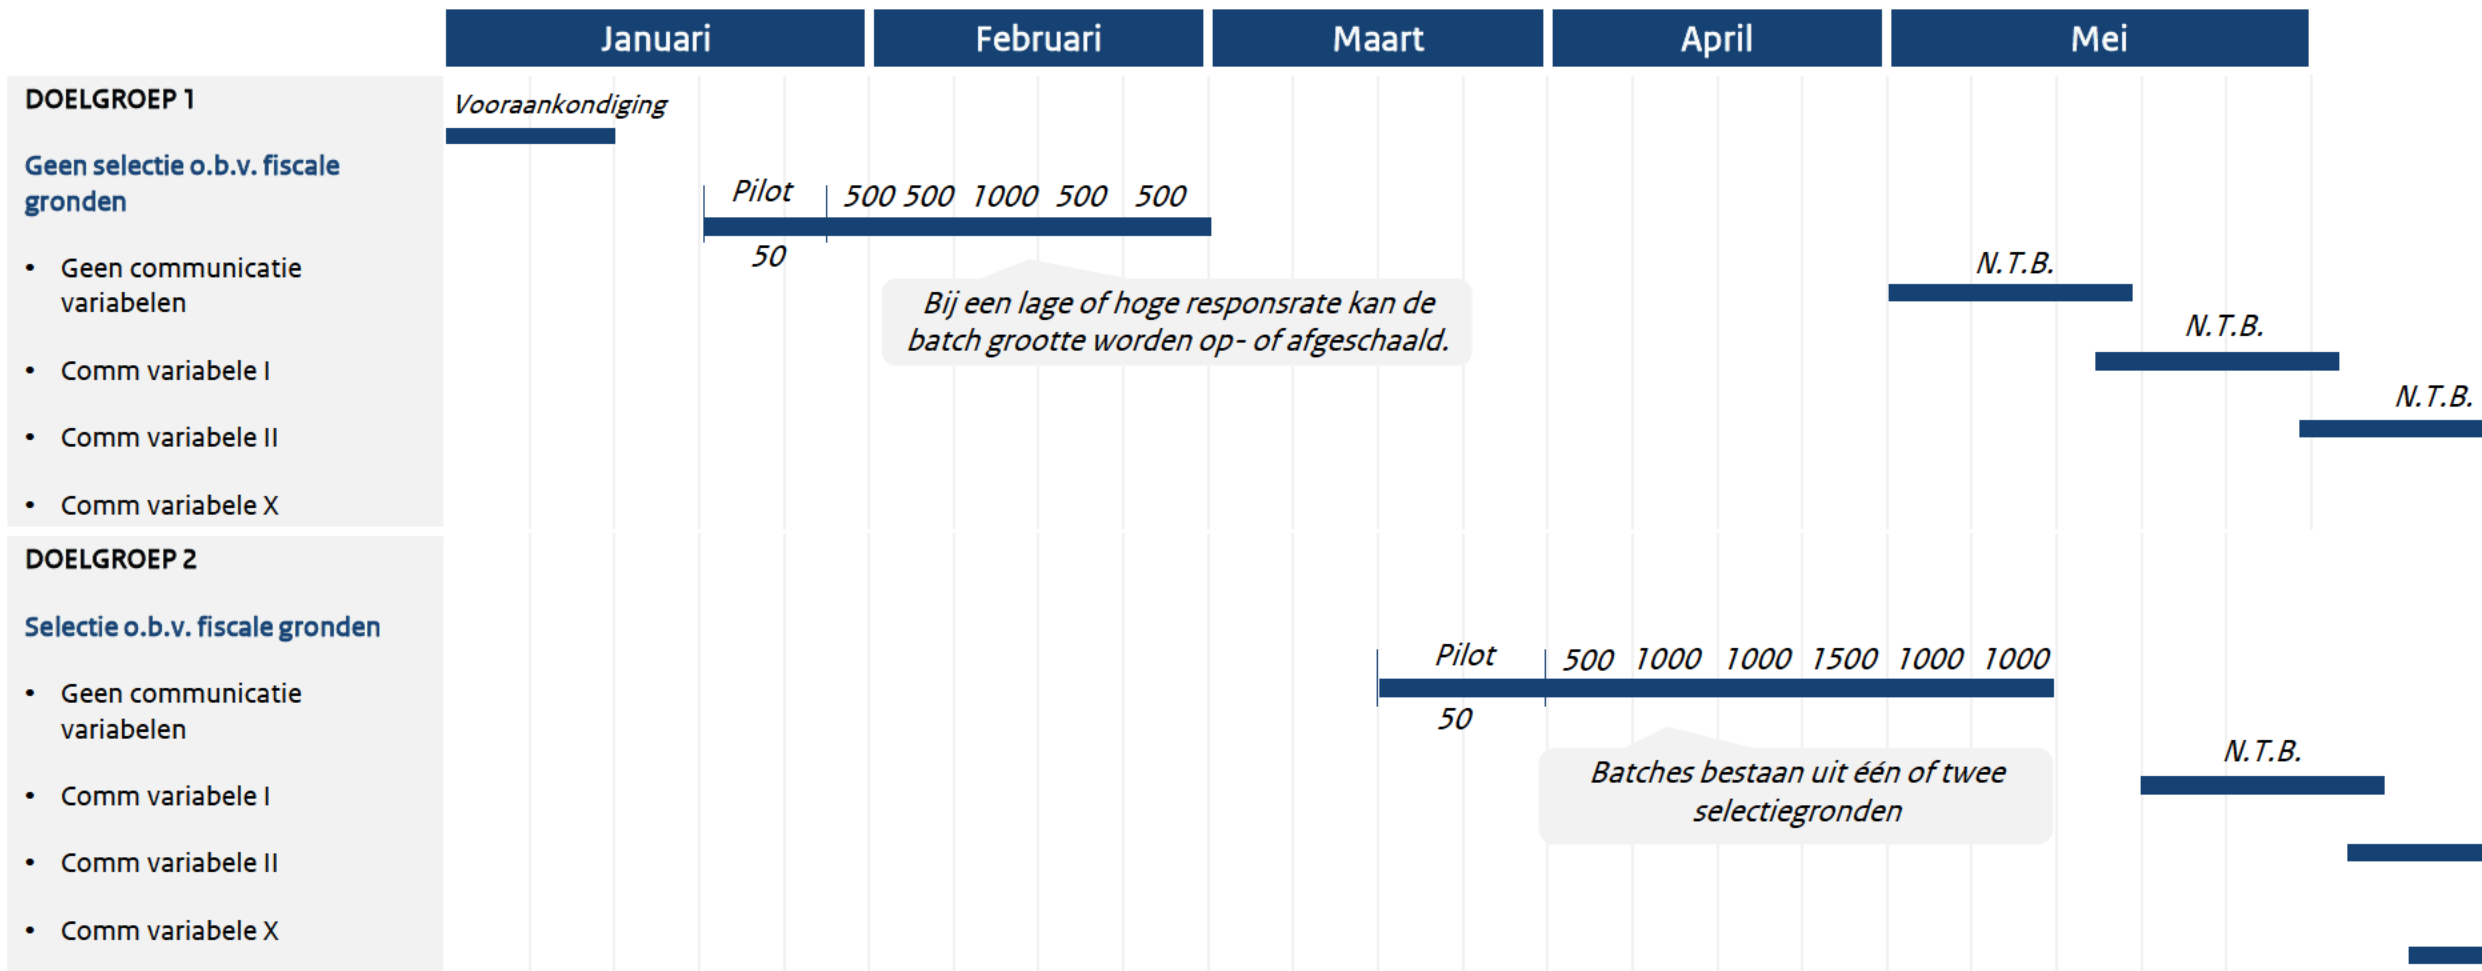 Januari Februari Maart April Mei
DOELGROEP 1
Vooraankondiging
Geen selectie o.b.v. fiscale
gronden
Pilot 500 500 1000 500 500
50
• Geen communicatie
variabelen
N.T.B.
Bij een lage of hoge responsrate kan de
batch grootte worden op- of afgeschaald.
• Comm variabele I
N.T.B.
• Comm variabele II
N.T.B.
• Comm variabele X
DOELGROEP 2
Selectie o.b.v. fiscale gronden
Pilot 500 1000 1000 1500 1000 1000
50
• Geen communicatie
variabelen
Batches bestaan uit één of twee
selectiegronden
• Comm variabele I
N.T.B.
• Comm variabele II
• Comm variabele X